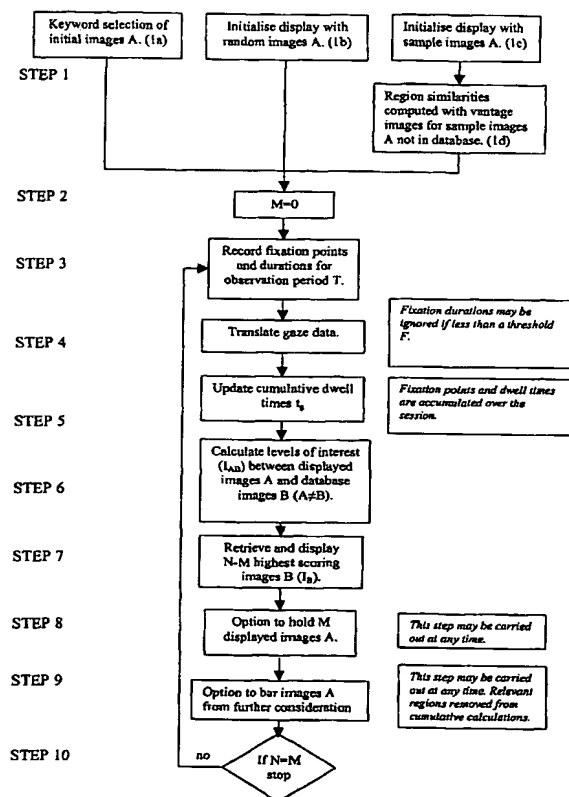 Keyword selection of
initial images A. (1a)
Initialise display with
random images A. (1b)
Initialise display with
sample images A. (1c)
STEP 1
Region similarities
computed with vantage
images for sample images
A not in database. (1d)
STEP 2
M=0
STEP 3
Record fixation points
and durations for
observation period T.
STEP 4
Translate gaze data.
Fixation durations may be
ignored if less than a threshold
F.
STEP 5
Update cumulative dwell
times tₛ
Fixation points and dwell times
are accumulated over the
session.
STEP 6
Calculate levels of interest
(I_AB) between displayed
images A and database
images B (A≠B).
STEP 7
Retrieve and display
N-M highest scoring
images B (I_B).
STEP 8
Option to hold M
displayed images A.
This step may be carried
out at any time.
STEP 9
Option to bar images A
from further consideration
This step may be carried
out at any time. Relevant
regions removed from
cumulative calculations.
STEP 10
no
If N=M
stop